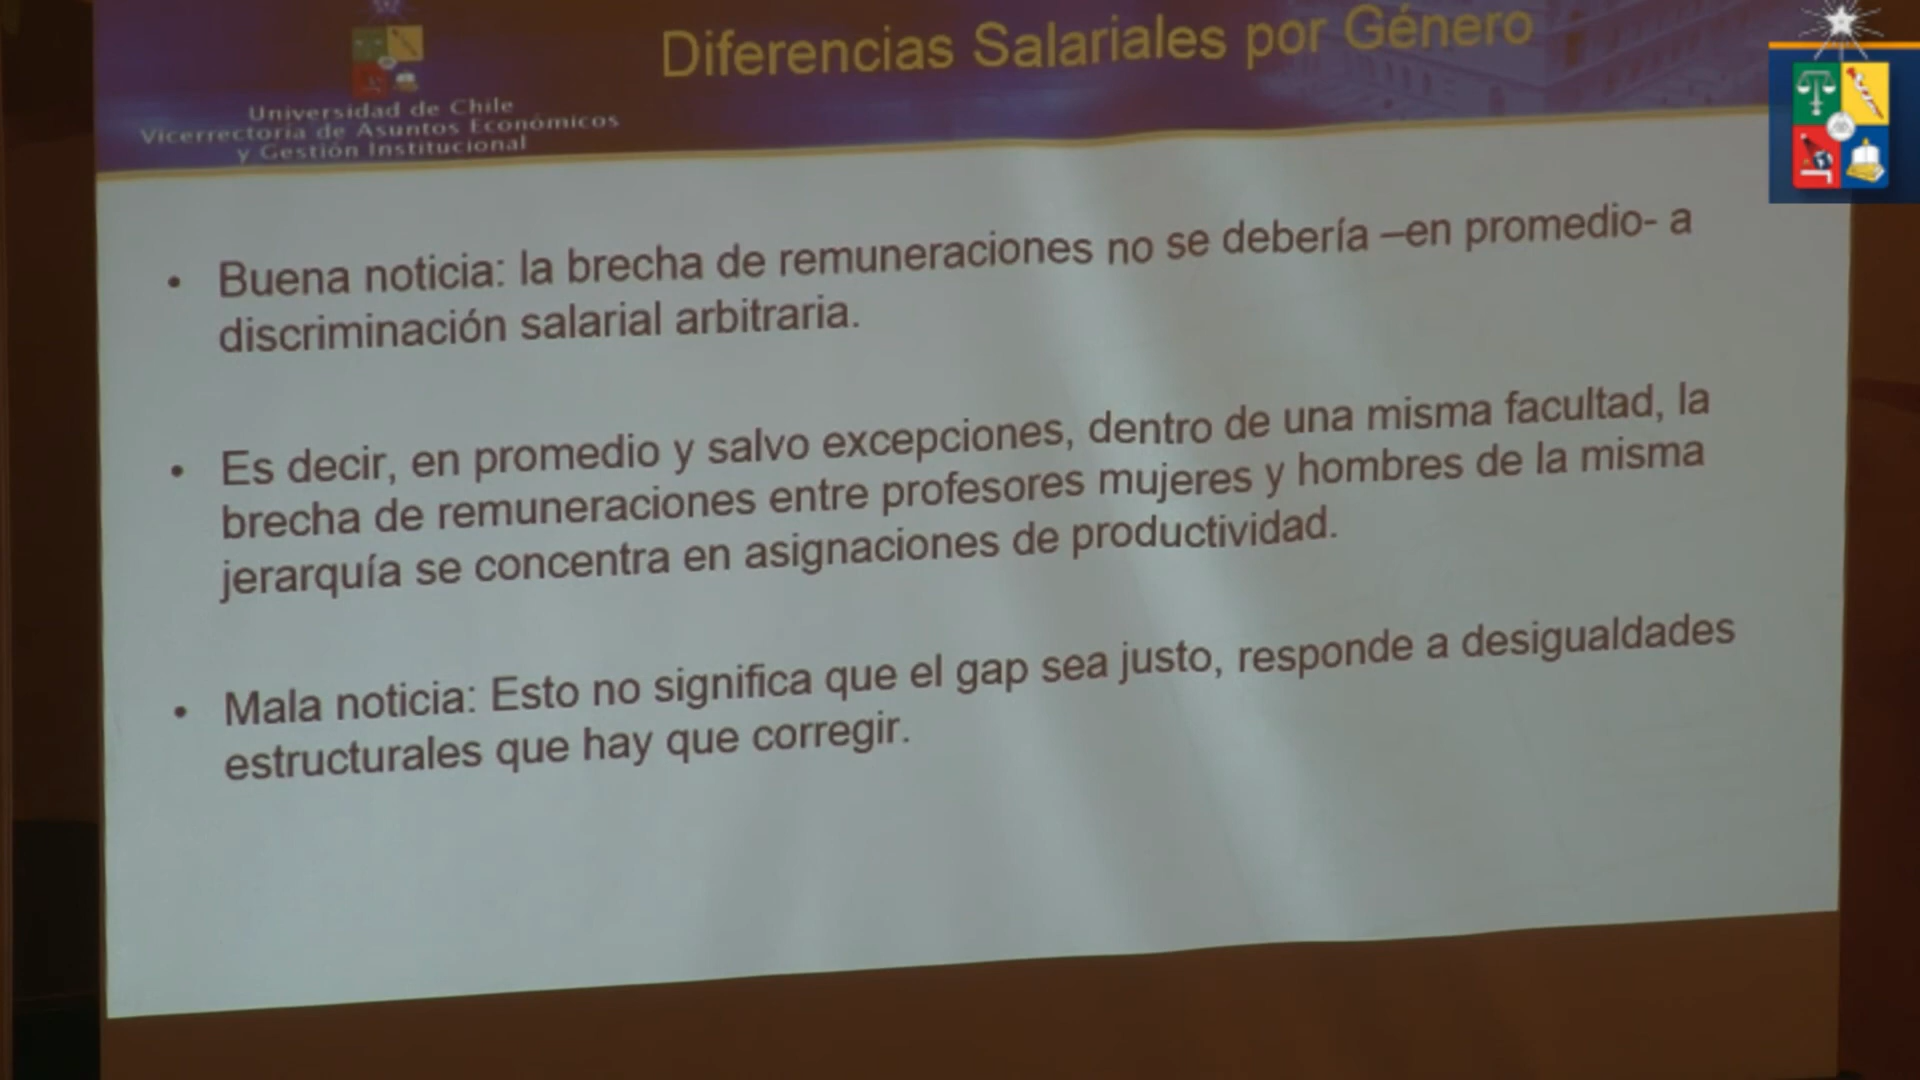 Diferencias Salariales por Género
Universidad de Chile
Vicerrectoría de Asuntos Económicos
y Gestión Institucional
• Buena noticia: la brecha de remuneraciones no se debería –en promedio- a
discriminación salarial arbitraria.
• Es decir, en promedio y salvo excepciones, dentro de una misma facultad, la
brecha de remuneraciones entre profesores mujeres y hombres de la misma
jerarquía se concentra en asignaciones de productividad.
• Mala noticia: Esto no significa que el gap sea justo, responde a desigualdades
estructurales que hay que corregir.